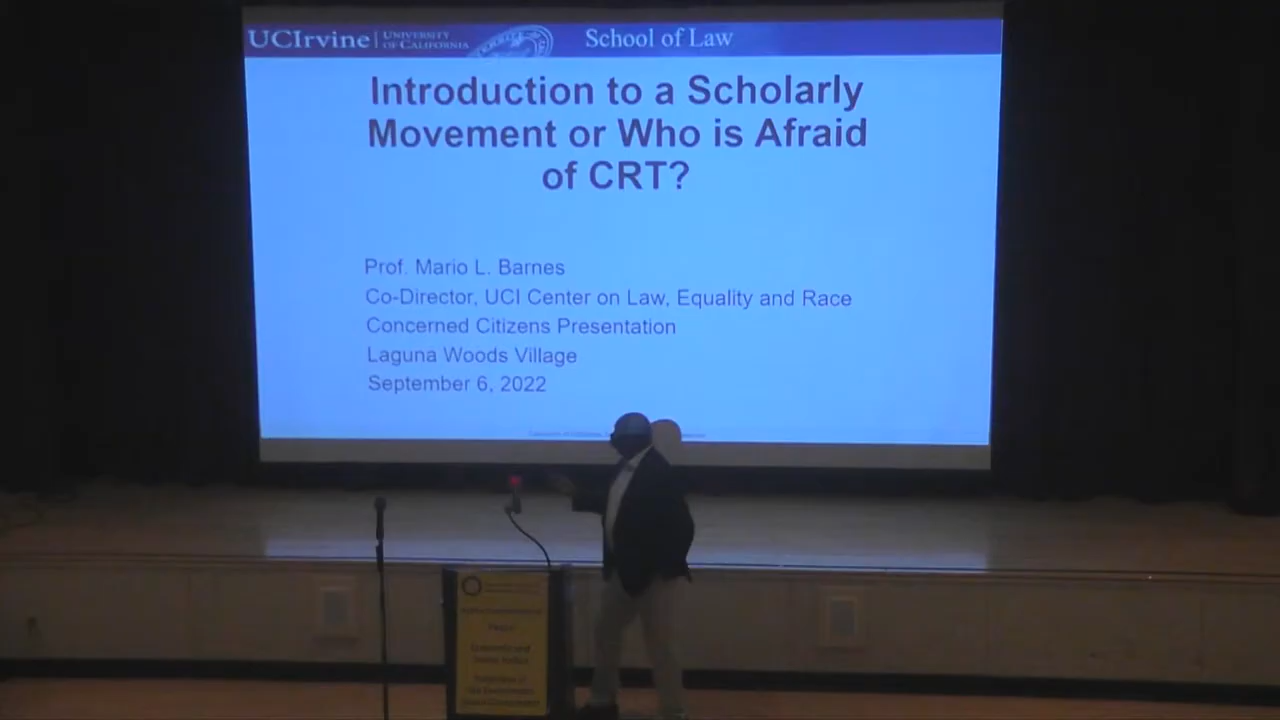 UCIrvine | UNIVERSITY OF CALIFORNIA
School of Law
Introduction to a Scholarly
Movement or Who is Afraid
of CRT?
Prof. Mario L. Barnes
Co-Director, UCI Center on Law, Equality and Race
Concerned Citizens Presentation
Laguna Woods Village
September 6, 2022
Economic and